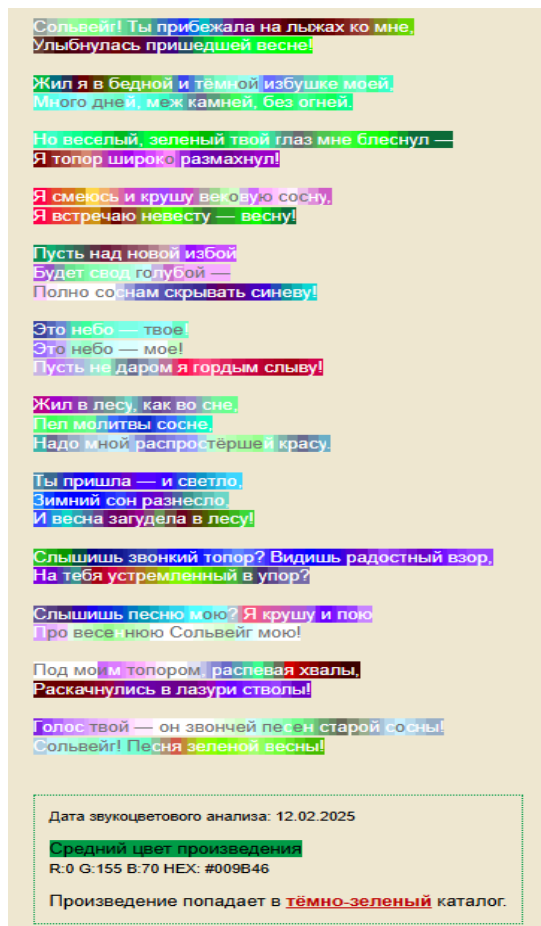 Сольвейг! Ты прибежала на лыжах ко мне,
Улыбнулась пришедшей весне!
Жил я в бедной и тёмной избушке моей,
Много дней, меж камней, без огней.
Но веселый, зеленый твой глаз мне блеснул —
Я топор широко размахнул!
Я смеюсь и крушу вековую сосну,
Я встречаю невесту — весну!
Пусть над новой избой
Будет свод голубой —
Полно соснам скрывать синеву!
Это небо — твое!
Это небо — мое!
Пусть не даром я гордым слыву!
Жил в лесу, как во сне,
Пел молитвы сосне,
Надо мной распростёршей красу.
Ты пришла — и светло,
Зимний сон разнесло,
И весна загудела в лесу!
Слышишь звонкий топор? Видишь радостный взор,
На тебя устремленный в упор?
Слышишь песню мою? Я крушу и пою
Про весеннюю Сольвейг мою!
Под моим топором, распевая хвалы,
Раскачнулись в лазури стволы!
Голос твой — он звончей песен старой сосны!
Сольвейг! Песня зеленой весны!
Дата звукоцветового анализа: 12.02.2025
Средний цвет произведения
R:0 G:155 B:70 HEX: #009B46
Произведение попадает в тёмно-зеленый каталог.